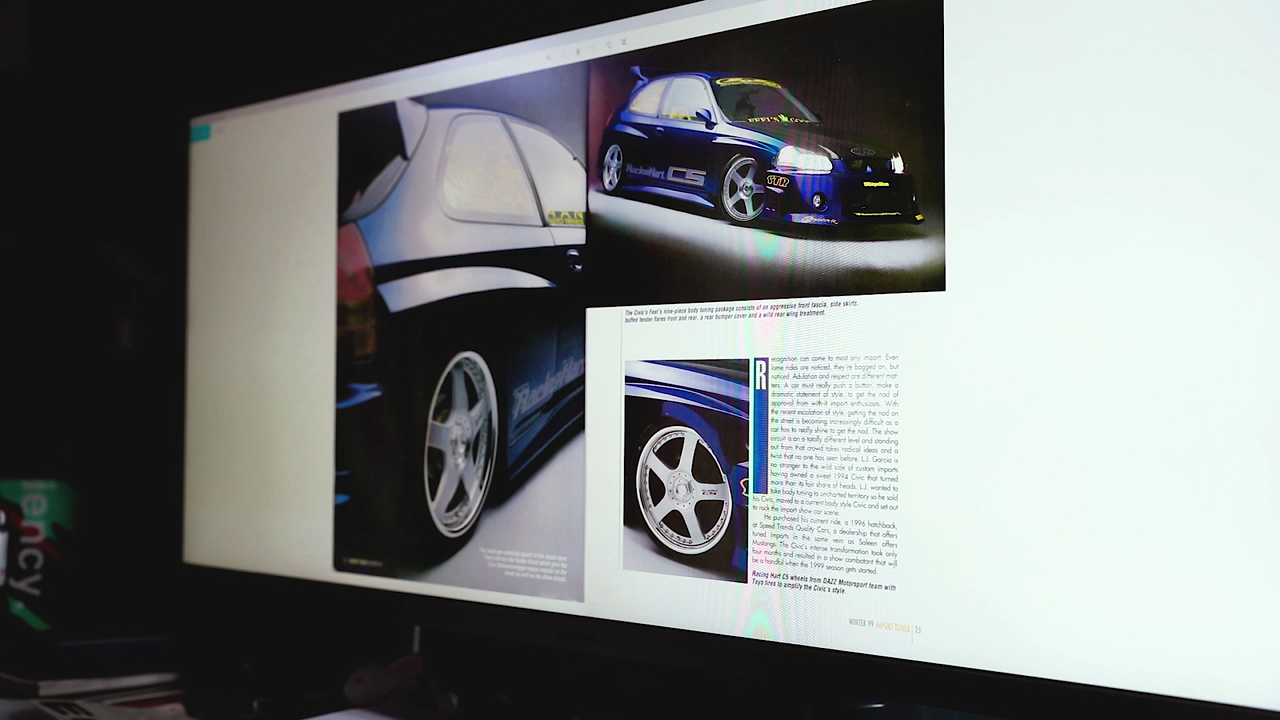 FEEL'S
RacingHart C5
The Civic's Feel's nine-piece body tuning package consists of an aggressive front fascia, side skirts,
buffed fender flares front and rear, a rear bumper cover and a wild rear wing treatment.
Recognition can come to most any import. Even
lame rides are noticed, they're bagged on, but
noticed. Adulation and respect are different mat-
ters. A car must really push a button, make a
dramatic statement of style, to get the nod of
approval from with-it import enthusiasts. With
the recent escalation of style, getting the nod on
the street is becoming increasingly difficult as a
car has to really shine to get the nod. The show
circuit is on a totally different level and standing
out from that crowd takes radical ideas and a
twist that no one has seen before. L.J. Garcia is
no stranger to the wild side of custom imports
having owned a sweet 1994 Civic that turned
more than its fair share of heads. L.J. wanted to
take body tuning to uncharted territory so he sold
his Civic, moved to a current body style Civic and set out
to rock the import show car scene.
He purchased his current ride, a 1996 hatchback,
at Speed Trends Quality Cars, a dealership that offers
tuned imports in the same vein as Saleen offers
Mustangs. The Civic's intense transformation took only
four months and resulted in a show combatant that will
be a handful when the 1999 season gets started.
Racing Hart C5 wheels from DAZZ Motorsport team with
Toyo tires to amplify the Civic's style.
WINTER 99 IMPORT TUNER 25
ency